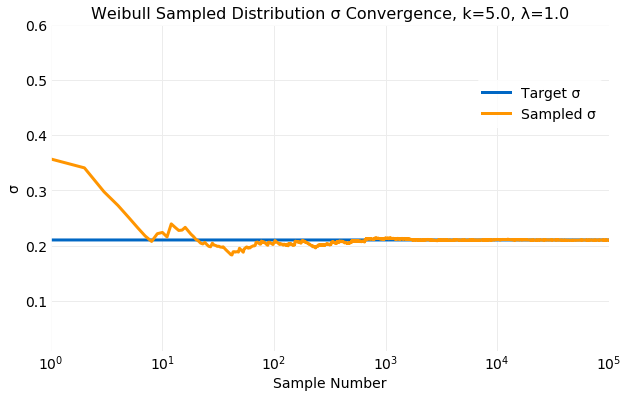 Weibull Sampled Distribution σ Convergence, k=5.0, λ=1.0
0.6
0.5
0.4
0.3
0.2
0.1
σ
Target σ
Sampled σ
10⁰ 10¹ 10² 10³ 10⁴ 10⁵
Sample Number